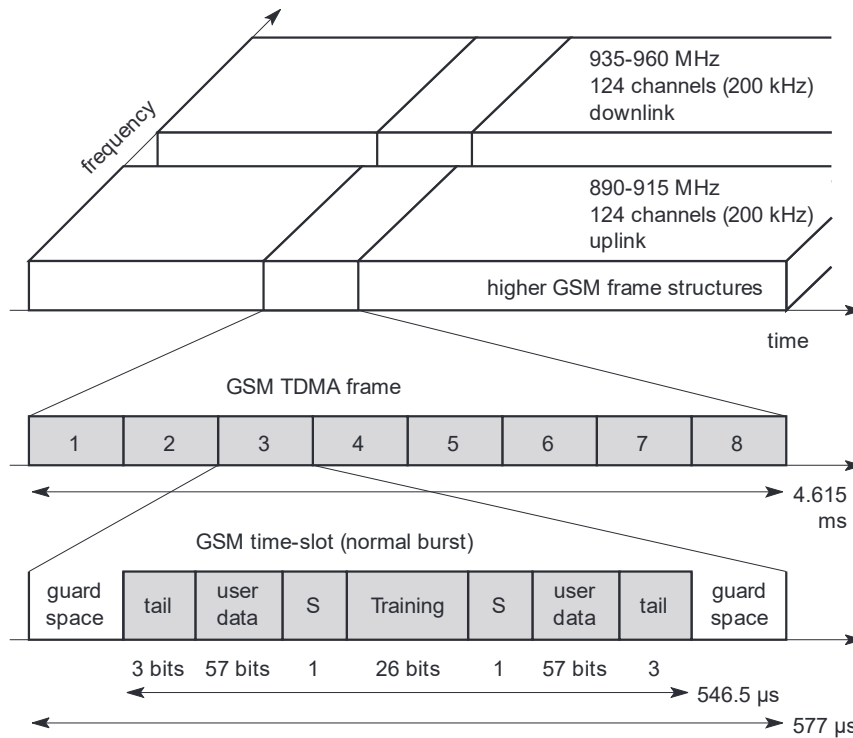 935-960 MHz
124 channels (200 kHz)
downlink
frequency
890-915 MHz
124 channels (200 kHz)
uplink
higher GSM frame structures
time
GSM TDMA frame
1 2 3 4 5 6 7 8
4.615
ms
GSM time-slot (normal burst)
guard space tail user data S Training S user data tail guard space
3 bits 57 bits 1 26 bits 1 57 bits 3
546.5 µs
577 µs